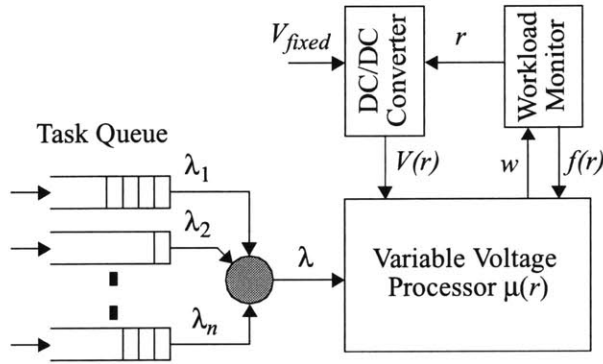 V_fixed
DC/DC
Converter
r
Workload
Monitor
Task Queue
V(r)
w
f(r)
λ₁
λ₂
λ
λₙ
Variable Voltage
Processor μ(r)